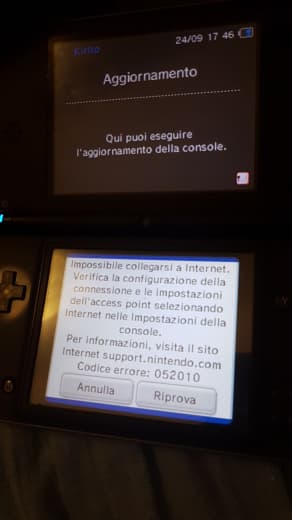 Kirito
24/09 17 46
Aggiornamento
Qui puoi eseguire
l'aggiornamento della console.
Impossibile collegarsi a Internet.
Verifica la configurazione della
connessione e le impostazioni
dell'access point selezionando
Internet nelle Impostazioni della
console.
Per informazioni, visita il sito
Internet support.nintendo.com
Codice errore: 052010
Annulla
Riprova